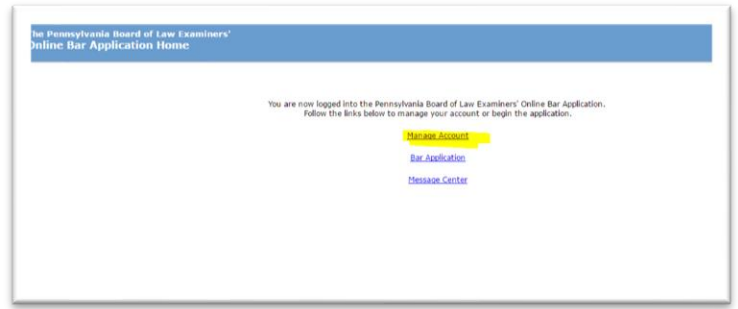 The Pennsylvania Board of Law Examiners'
Online Bar Application Home
You are now logged into the Pennsylvania Board of Law Examiners' Online Bar Application.
Follow the links below to manage your account or begin the application.
Manage Account
Bar Application
Message Center